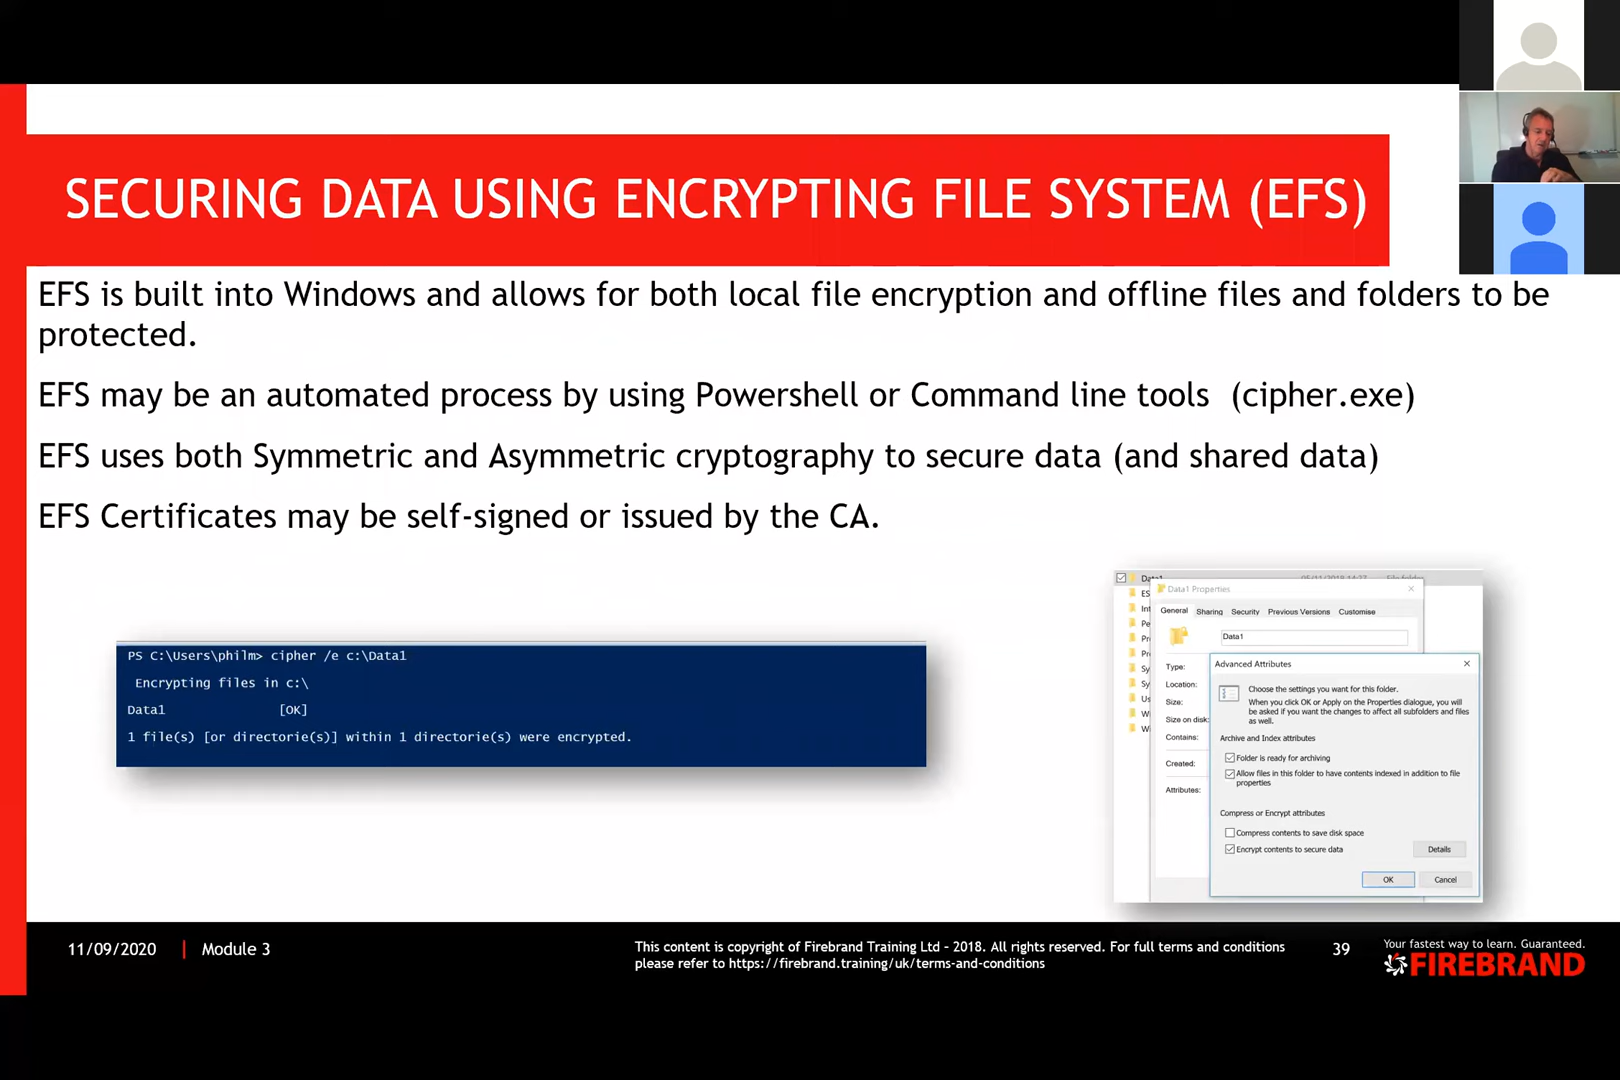 SECURING DATA USING ENCRYPTING FILE SYSTEM (EFS)
EFS is built into Windows and allows for both local file encryption and offline files and folders to be
protected.
EFS may be an automated process by using Powershell or Command line tools (cipher.exe)
EFS uses both Symmetric and Asymmetric cryptography to secure data (and shared data)
EFS Certificates may be self-signed or issued by the CA.
PS C:\Users\philm> cipher /e c:\Data1
Encrypting files in c:\
Data1 [OK]
1 file(s) [or directorie(s)] within 1 directorie(s) were encrypted.
Data1 Properties
General Sharing Security Previous Versions Customise
Data1
Type:
Location:
Size:
Size on disk:
Contains:
Created:
Attributes:
Advanced Attributes
Choose the settings you want for this folder.
When you click OK or Apply on the Properties dialogue, you will
be asked if you want the changes to affect all subfolders and files
as well.
Archive and Index attributes
Folder is ready for archiving
Allow files in this folder to have contents indexed in addition to file
properties
Compress or Encrypt attributes
Compress contents to save disk space
Encrypt contents to secure data
Details
OK Cancel
11/09/2020 | Module 3
This content is copyright of Firebrand Training Ltd – 2018. All rights reserved. For full terms and conditions
please refer to https://firebrand.training/uk/terms-and-conditions
39
Your fastest way to learn. Guaranteed.
FIREBRAND